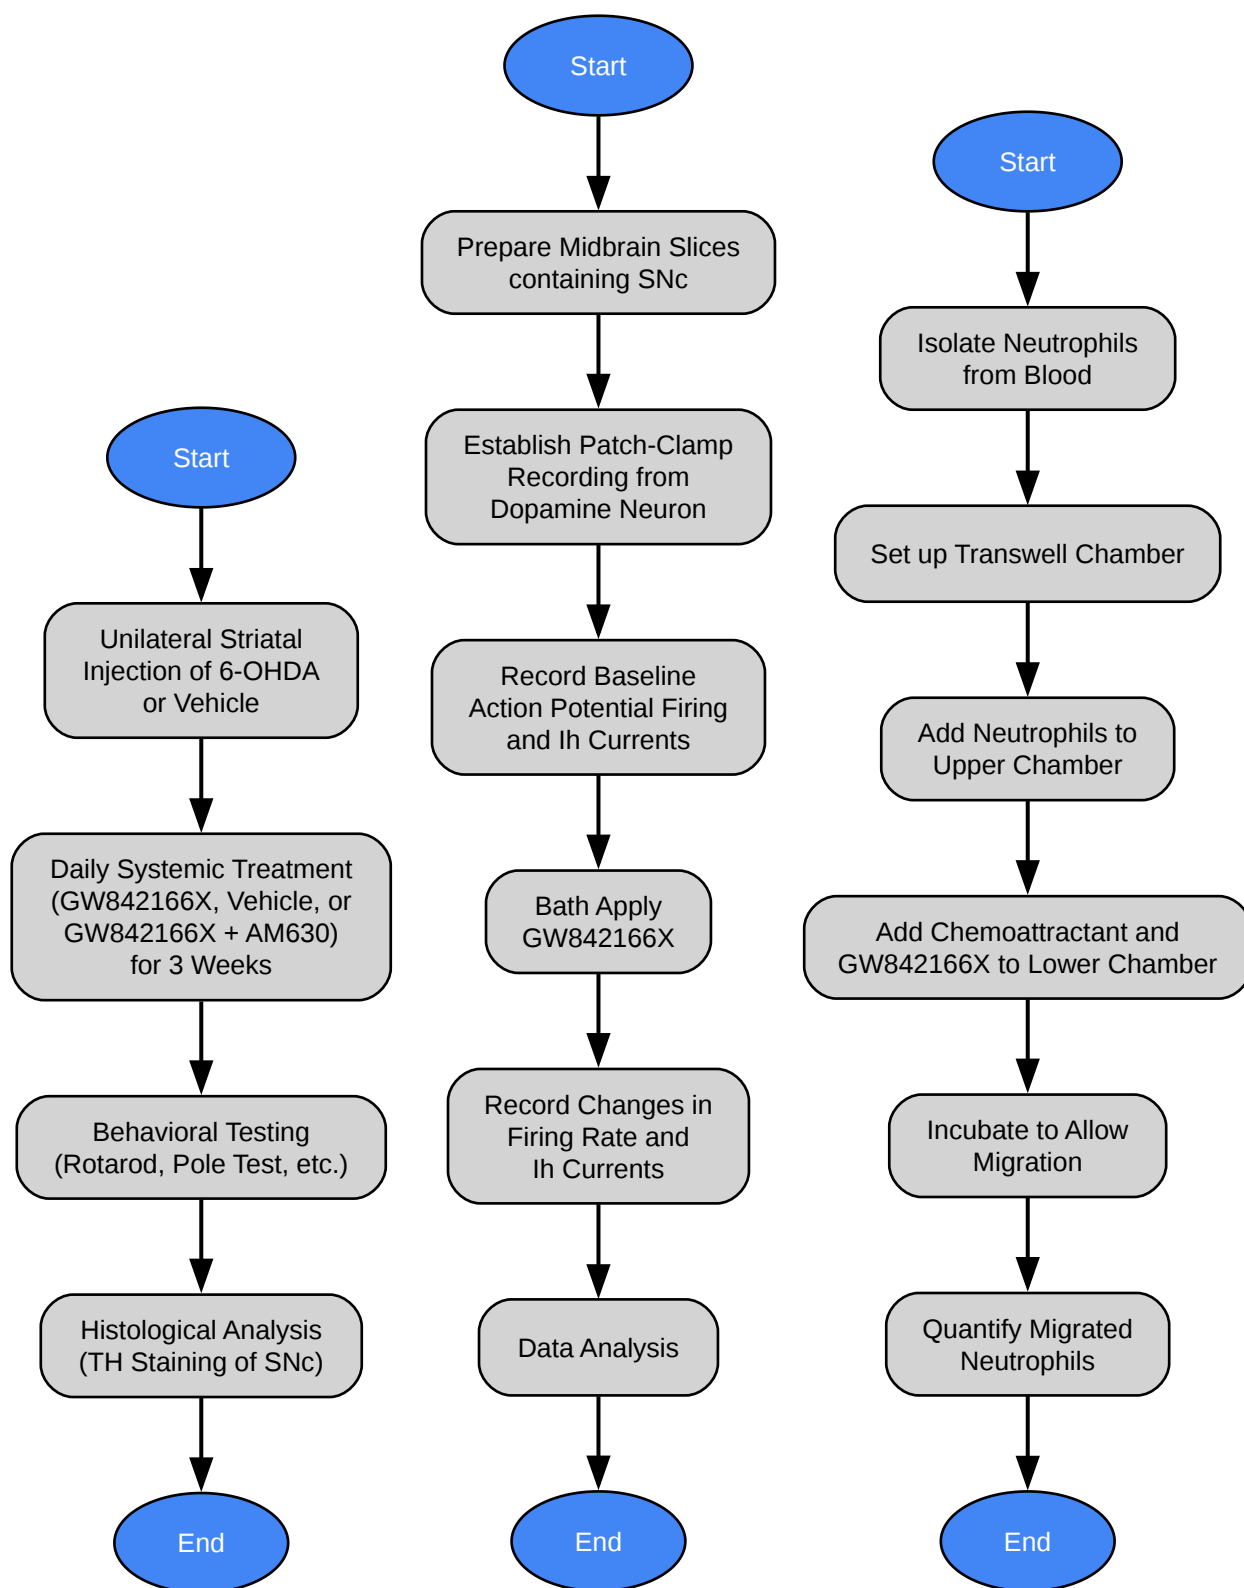 Start
Unilateral Striatal
Injection of 6-OHDA
or Vehicle
Daily Systemic Treatment
(GW842166X, Vehicle, or
GW842166X + AM630)
for 3 Weeks
Behavioral Testing
(Rotarod, Pole Test, etc.)
Histological Analysis
(TH Staining of SNc)
End
Start
Prepare Midbrain Slices
containing SNc
Establish Patch-Clamp
Recording from
Dopamine Neuron
Record Baseline
Action Potential Firing
and Ih Currents
Bath Apply
GW842166X
Record Changes in
Firing Rate and
Ih Currents
Data Analysis
End
Start
Isolate Neutrophils
from Blood
Set up Transwell Chamber
Add Neutrophils to
Upper Chamber
Add Chemoattractant and
GW842166X to Lower Chamber
Incubate to Allow
Migration
Quantify Migrated
Neutrophils
End